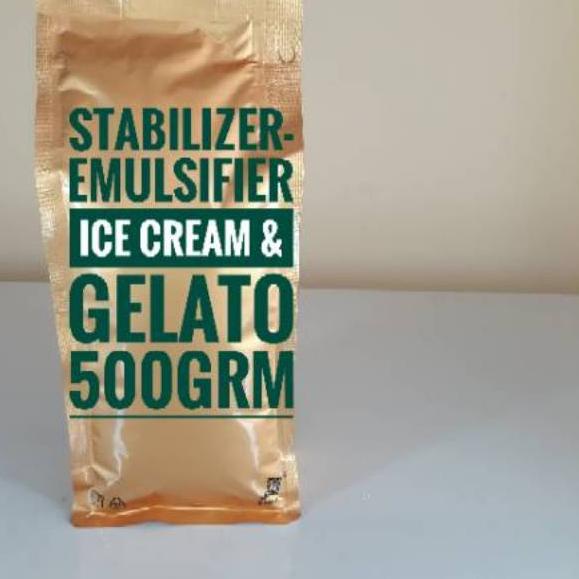 STABILIZER-
EMULSIFIER
ICE CREAM &
GELATO
500GRM